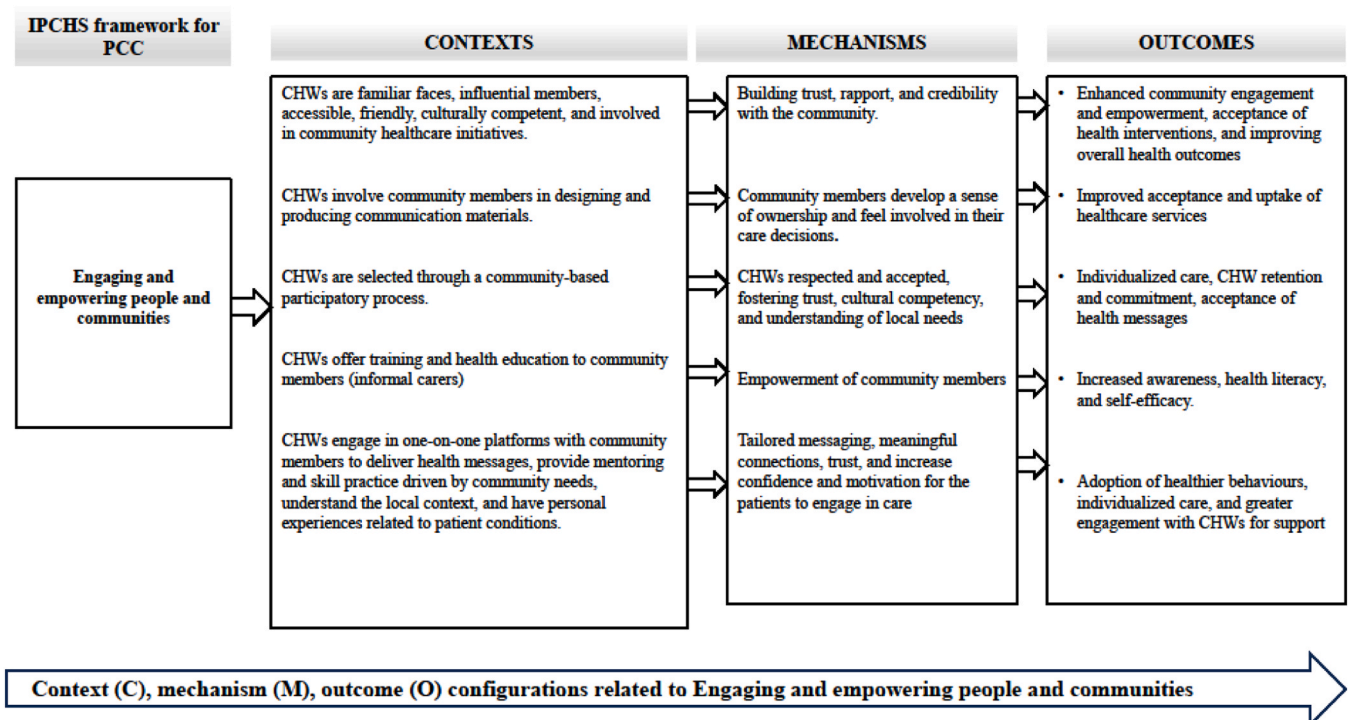 IPCHS framework for
PCC
CONTEXTS
MECHANISMS
OUTCOMES
Engaging and
empowering people and
communities
CHWs are familiar faces, influential members,
accessible, friendly, culturally competent, and involved
in community healthcare initiatives.
CHWs involve community members in designing and
producing communication materials.
CHWs are selected through a community-based
participatory process.
CHWs offer training and health education to community
members (informal carers)
CHWs engage in one-on-one platforms with community
members to deliver health messages, provide mentoring
and skill practice driven by community needs,
understand the local context, and have personal
experiences related to patient conditions.
Building trust, rapport, and credibility
with the community.
Community members develop a sense
of ownership and feel involved in their
care decisions.
CHWs respected and accepted,
fostering trust, cultural competency,
and understanding of local needs
Empowerment of community members
Tailored messaging, meaningful
connections, trust, and increase
confidence and motivation for the
patients to engage in care
• Enhanced community engagement
and empowerment, acceptance of
health interventions, and improving
overall health outcomes
• Improved acceptance and uptake of
healthcare services
• Individualized care, CHW retention
and commitment, acceptance of
health messages
• Increased awareness, health literacy,
and self-efficacy.
• Adoption of healthier behaviours,
individualized care, and greater
engagement with CHWs for support
Context (C), mechanism (M), outcome (O) configurations related to Engaging and empowering people and communities